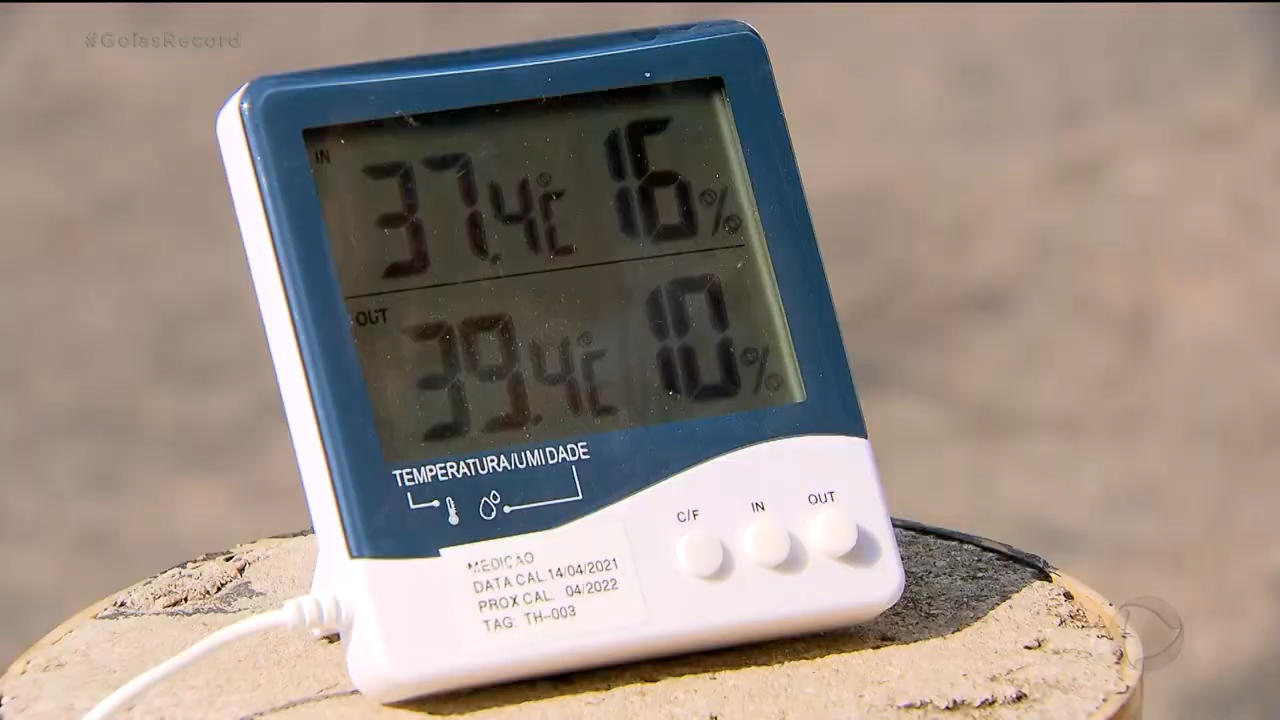 #GoiasRecord
IN
37.4°C 16%
OUT
39.4°C 10%
TEMPERATURA/UMIDADE
C/F IN OUT
MEDIÇÃO
DATA CAL.14/04/2021
PROX CAL: 04/2022
TAG: TH-003